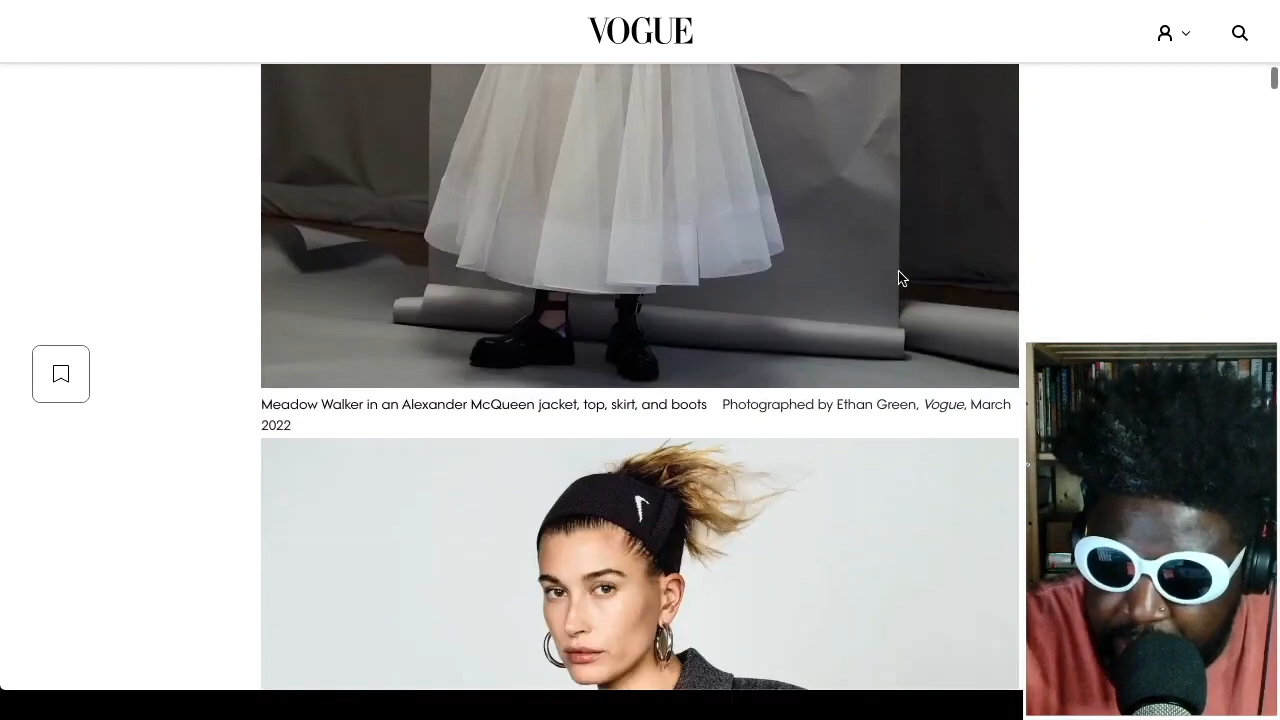 VOGUE
Meadow Walker in an Alexander McQueen jacket, top, skirt, and boots Photographed by Ethan Green, Vogue, March
2022